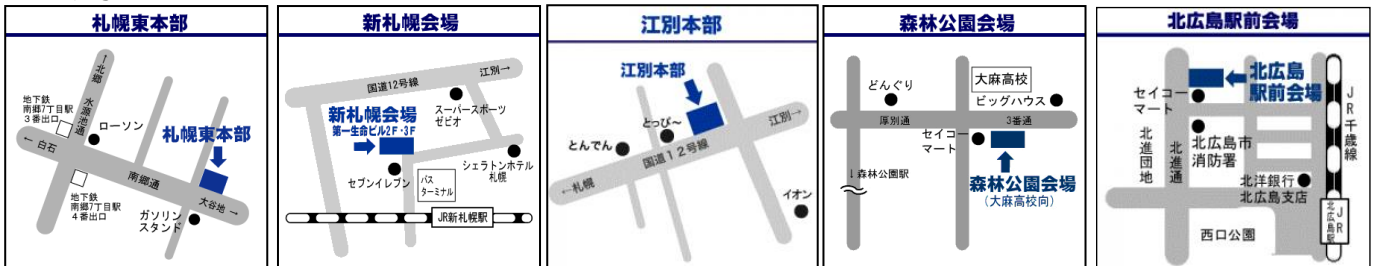 札幌東本部
←北郷
水源池通
地下鉄
南郷7丁目駅
3番出口
ローソン
札幌東本部
← 白石
南郷通
大谷地 →
地下鉄
南郷7丁目駅
4番出口
ガソリン
スタンド
新札幌会場
国道12号線
江別→
スーパースポーツ
ゼビオ
新札幌会場
第一生命ビル2F・3F
セブンイレブン
バス
ターミナル
シェラトンホテル
札幌
JR新札幌駅
江別本部
江別本部
とっぴ〜
とんでん
江別→
国道12号線
←札幌
イオン
森林公園会場
どんぐり
大麻高校
ビッグハウス
厚別通
3番通
セイコー
マート
↓森林公園駅
森林公園会場
(大麻高校向)
北広島駅前会場
北広島
駅前会場
セイコー
マート
JR千歳線
北進団地
北進通
北広島市
消防署
北洋銀行
北広島支店
西口公園
JR
北広島駅